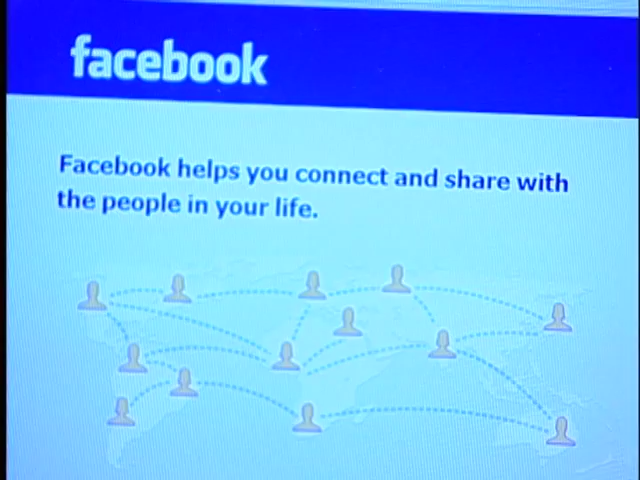 facebook
Facebook helps you connect and share with
the people in your life.